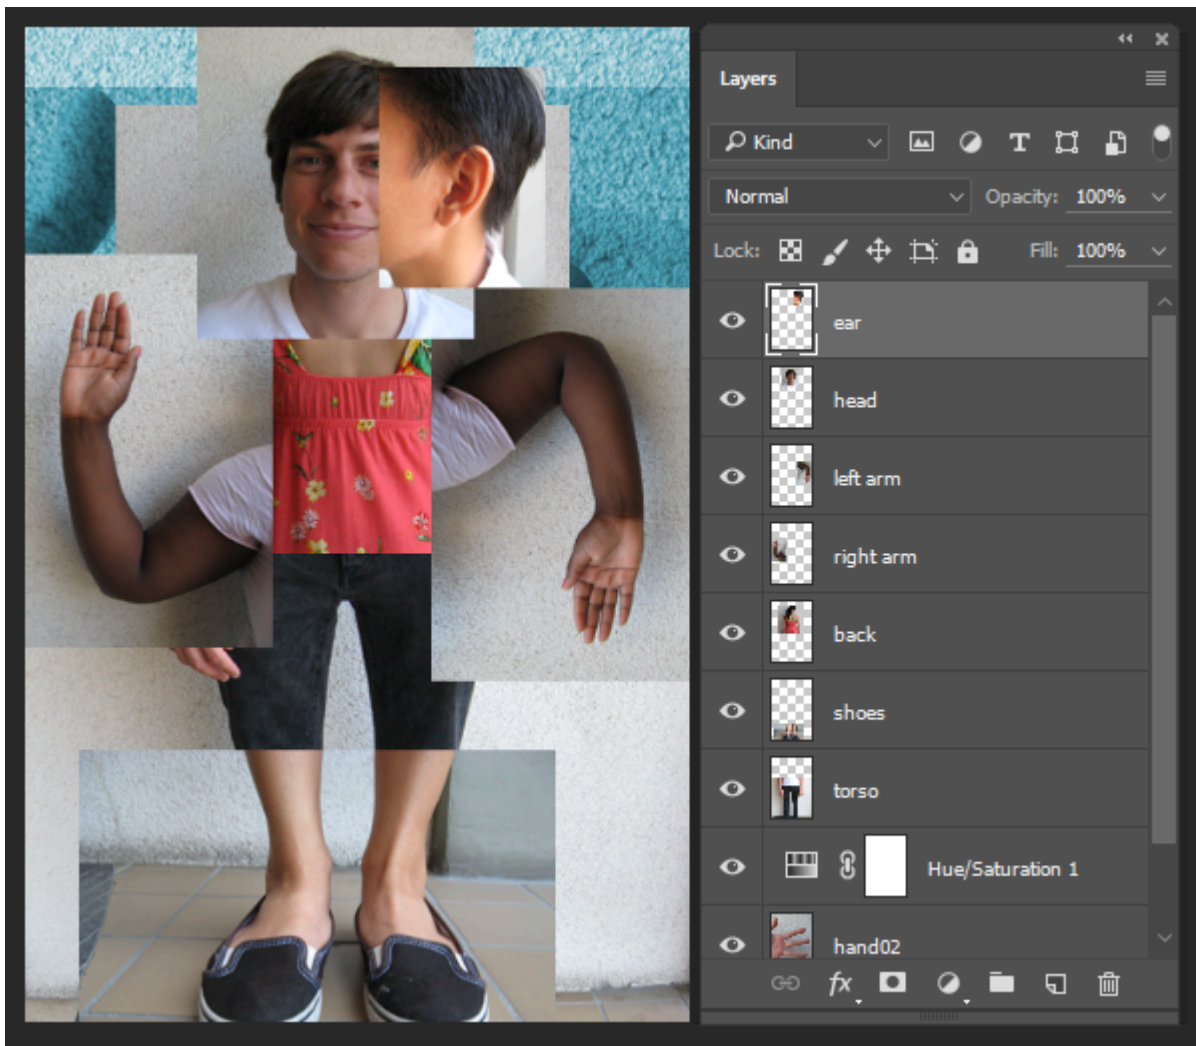 Layers
Kind
Normal
Opacity: 100%
Lock:
Fill: 100%
ear
head
left arm
right arm
back
shoes
torso
Hue/Saturation 1
hand02
fx